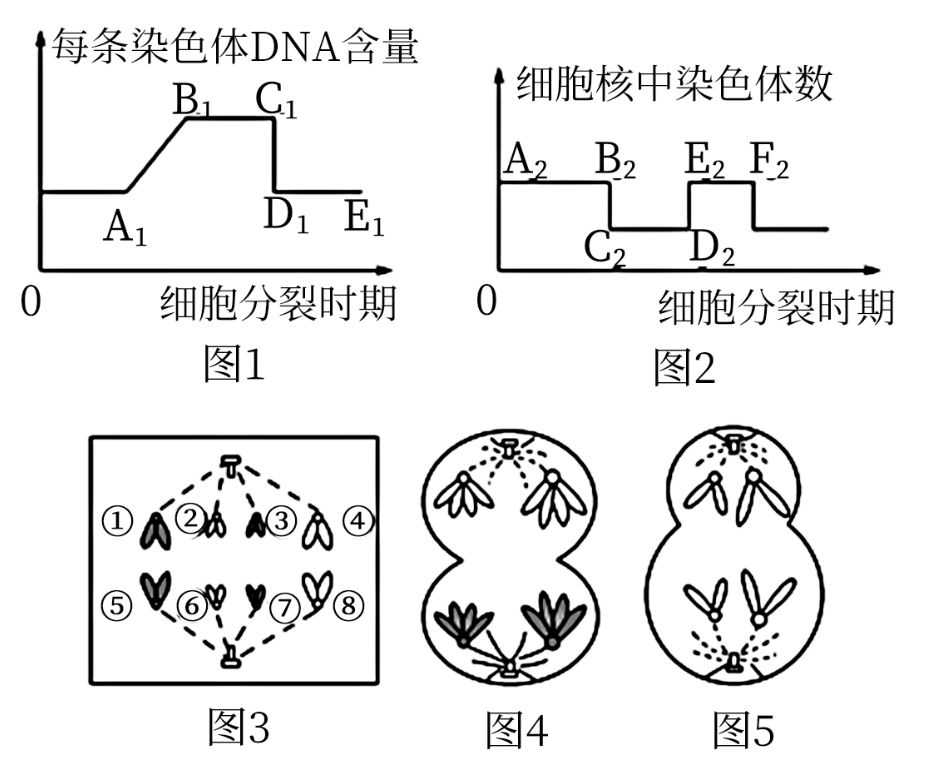 每条染色体DNA含量
B₁ C₁
A₁ D₁ E₁
0 细胞分裂时期
图1
细胞核中染色体数
A₂ B₂ E₂ F₂
C₂ D₂
0 细胞分裂时期
图2
① ② ③ ④
⑤ ⑥ ⑦ ⑧
图3
图4
图5